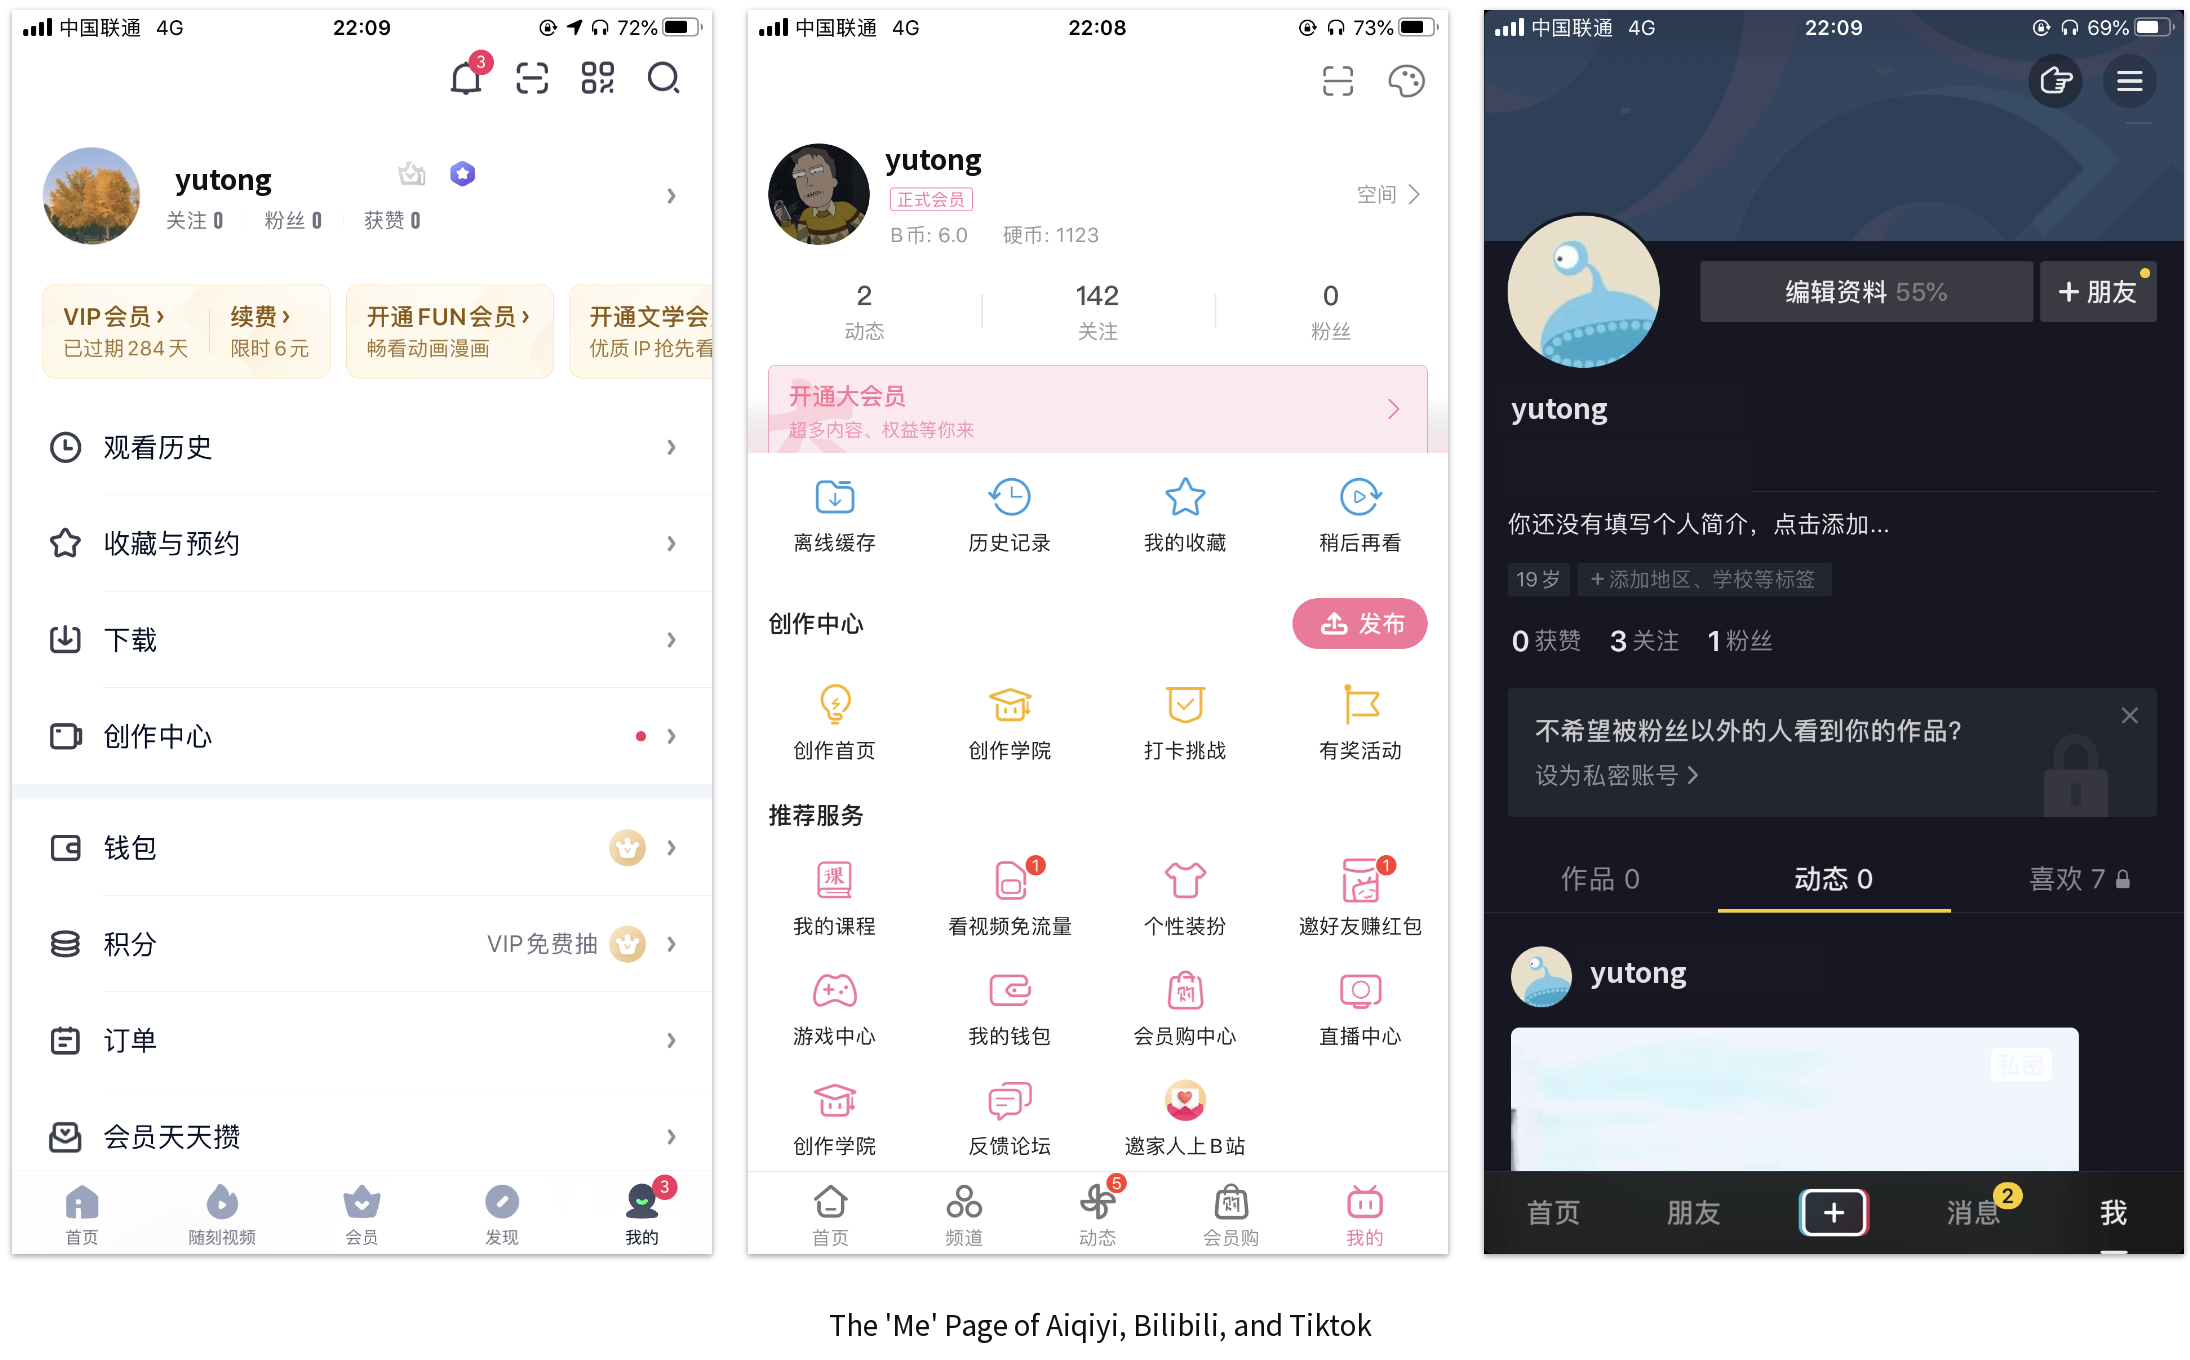 中国联通 4G 22:09 72%
3
yutong
关注 0 粉丝 0 获赞 0
VIP会员› 续费› 开通FUN会员› 开通文学会
已过期284天 限时6元 畅看动画漫画 优质IP抢先看
观看历史
收藏与预约
下载
创作中心
钱包
积分 VIP免费抽
订单
会员天天攒
3
首页 随刻视频 会员 发现 我的
中国联通 4G 22:08 73%
yutong
正式会员
空间
B币: 6.0 硬币: 1123
2 142 0
动态 关注 粉丝
开通大会员
超多内容、权益等你来
离线缓存 历史记录 我的收藏 稍后再看
创作中心 发布
创作首页 创作学院 打卡挑战 有奖活动
推荐服务
课 1 1
我的课程 看视频免流量 个性装扮 邀好友赚红包
购
游戏中心 我的钱包 会员购中心 直播中心
创作学院 反馈论坛 邀家人上B站
5 购
首页 频道 动态 会员购 我的
中国联通 4G 22:09 69%
编辑资料 55% + 朋友
yutong
你还没有填写个人简介，点击添加...
19岁 +添加地区、学校等标签
0 获赞 3 关注 1 粉丝
不希望被粉丝以外的人看到你的作品?
设为私密账号
作品 0 动态 0 喜欢 7
yutong
私密
首页 朋友 + 消息 2 我
The 'Me' Page of Aiqiyi, Bilibili, and Tiktok